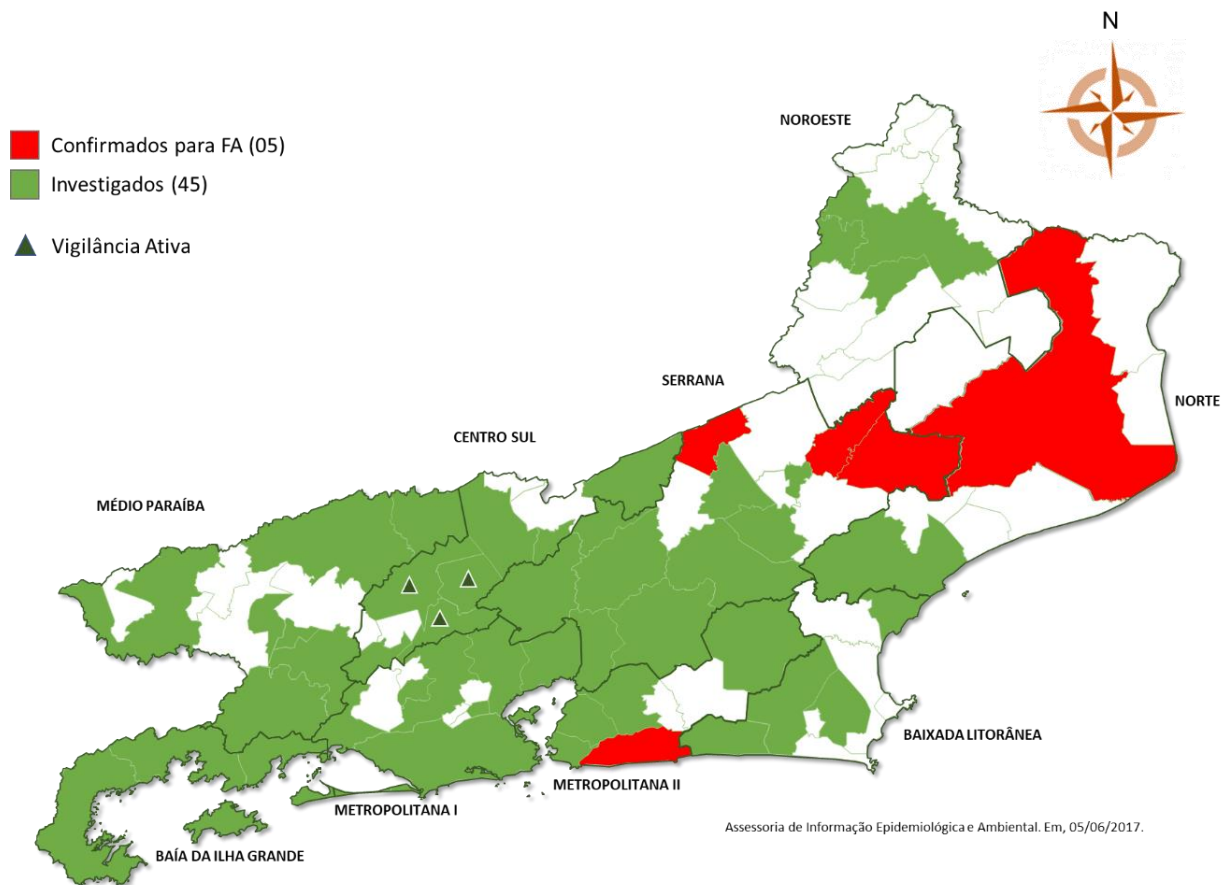 N
NOROESTE
Confirmados para FA (05)
Investigados (45)
Vigilância Ativa
SERRANA
NORTE
CENTRO SUL
MÉDIO PARAÍBA
BAIXADA LITORÂNEA
METROPOLITANA II
METROPOLITANA I
Assessoria de Informação Epidemiológica e Ambiental. Em, 05/06/2017.
BAÍA DA ILHA GRANDE